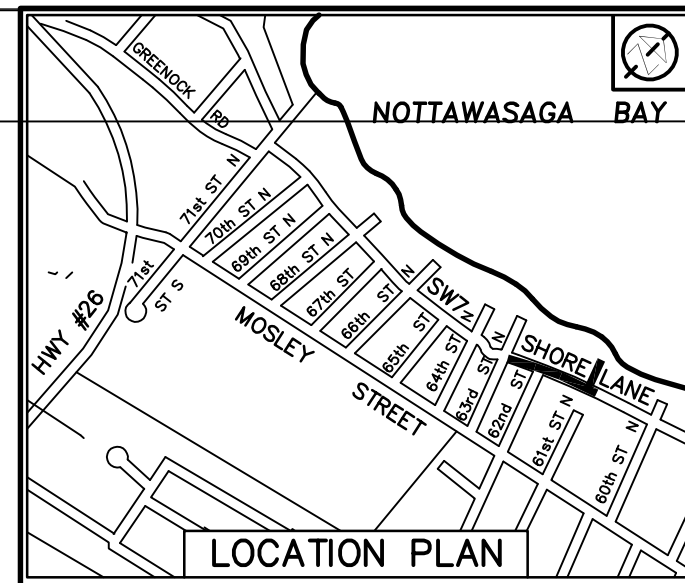 GREENOCK RD
NOTTAWASAGA BAY
71st ST N
70th ST N
69th ST N
68th ST N
67th ST
66th ST N
65th ST
64th ST N
63rd ST N
62nd ST
61st ST N
60th ST N
71st ST S
HWY #26
MOSLEY STREET
SW7
SHORE LANE
LOCATION PLAN